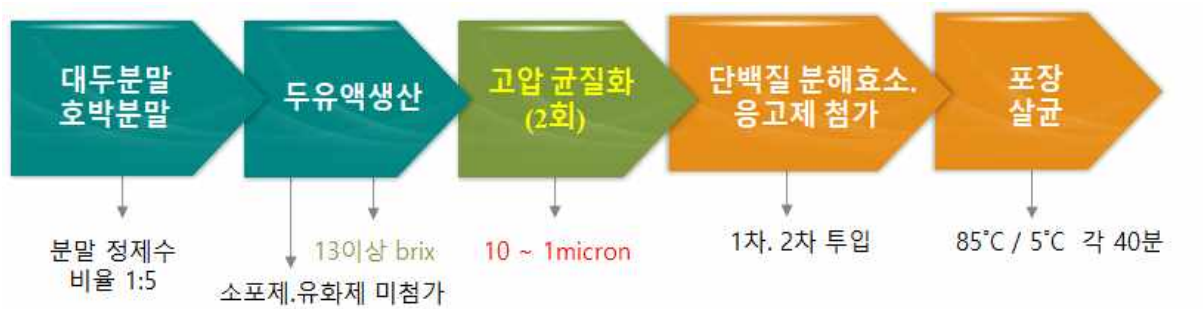 대두분말
호박분말
두유액생산
고압 균질화
(2회)
단백질 분해효소.
응고제 첨가
포장
살균
분말 정제수
비율 1:5
13이상 brix
소포제.유화제 미첨가
10 ~ 1micron
1차. 2차 투입
85˚C / 5˚C 각 40분